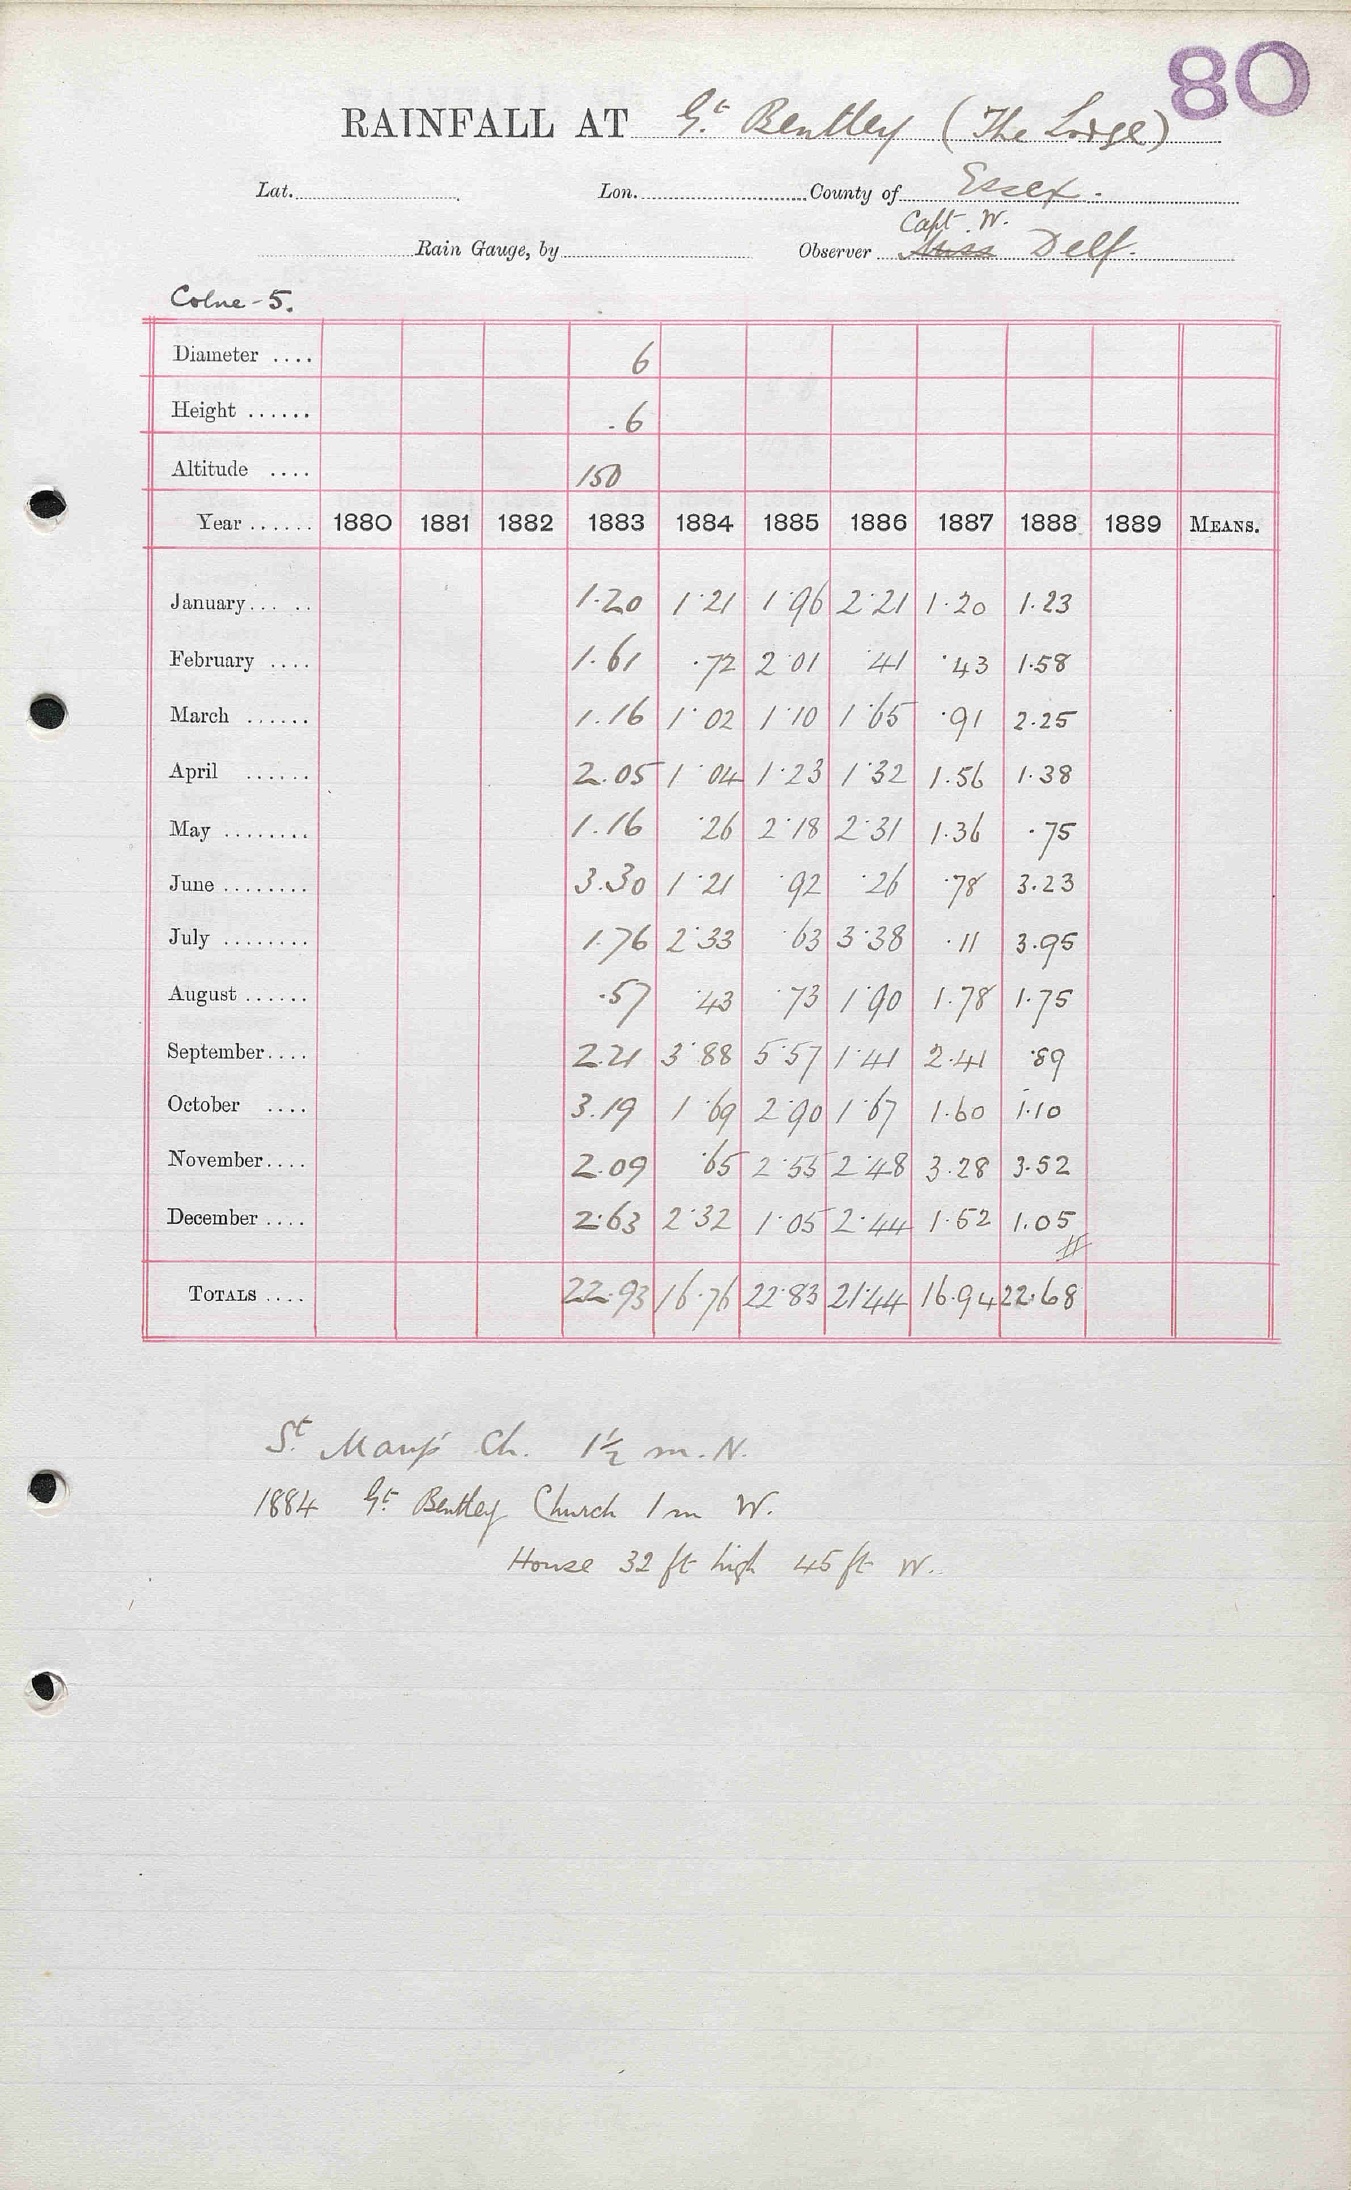 80
RAINFALL AT Gt. Bentley (The Lodge)
Lat. Lon. County of Essex.
Capt. W.
Rain Gauge, by Observer Miss Delf.
Colne - 5.
Diameter .... 6
Height ...... .6
Altitude .... 150
Year ...... 1880 1881 1882 1883 1884 1885 1886 1887 1888 1889 MEANS.
January ..... 1.20 1.21 1.96 2.21 1.20 1.23
February .... 1.61 .72 2.01 .41 .43 1.58
March ...... 1.16 1.02 1.10 1.65 .91 2.25
April ...... 2.05 1.04 1.23 1.32 1.56 1.38
May ........ 1.16 .26 2.18 2.31 1.36 .75
June ........ 3.30 1.21 .92 .26 .78 3.23
July ........ 1.76 2.33 .63 3.38 .11 3.95
August ...... .57 .43 .73 1.90 1.78 1.75
September .... 2.21 3.88 5.57 1.41 2.41 .89
October .... 3.19 1.69 2.90 1.67 1.60 1.10
November .... 2.09 .65 2.55 2.48 3.28 3.52
December .... 2.63 2.32 1.05 2.44 1.52 1.05
TOTALS .... 22.93 16.76 22.83 21.44 16.94 22.68
St. Mary's Ch. 1½ m. N.
1884 Gt. Bentley Church 1 m W.
House 32 ft high 45 ft W.